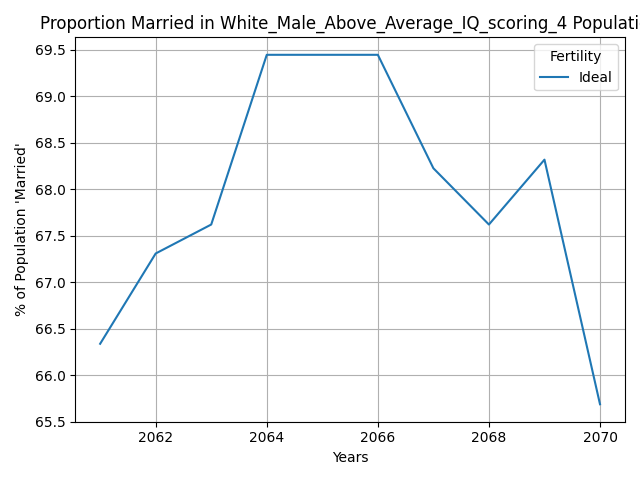 Proportion Married in White_Male_Above_Average_IQ_scoring_4
Fertility
Ideal
69.5
69.0
68.5
68.0
67.5
67.0
66.5
66.0
65.5
% of Population 'Married'
2062 2064 2066 2068 2070
Years